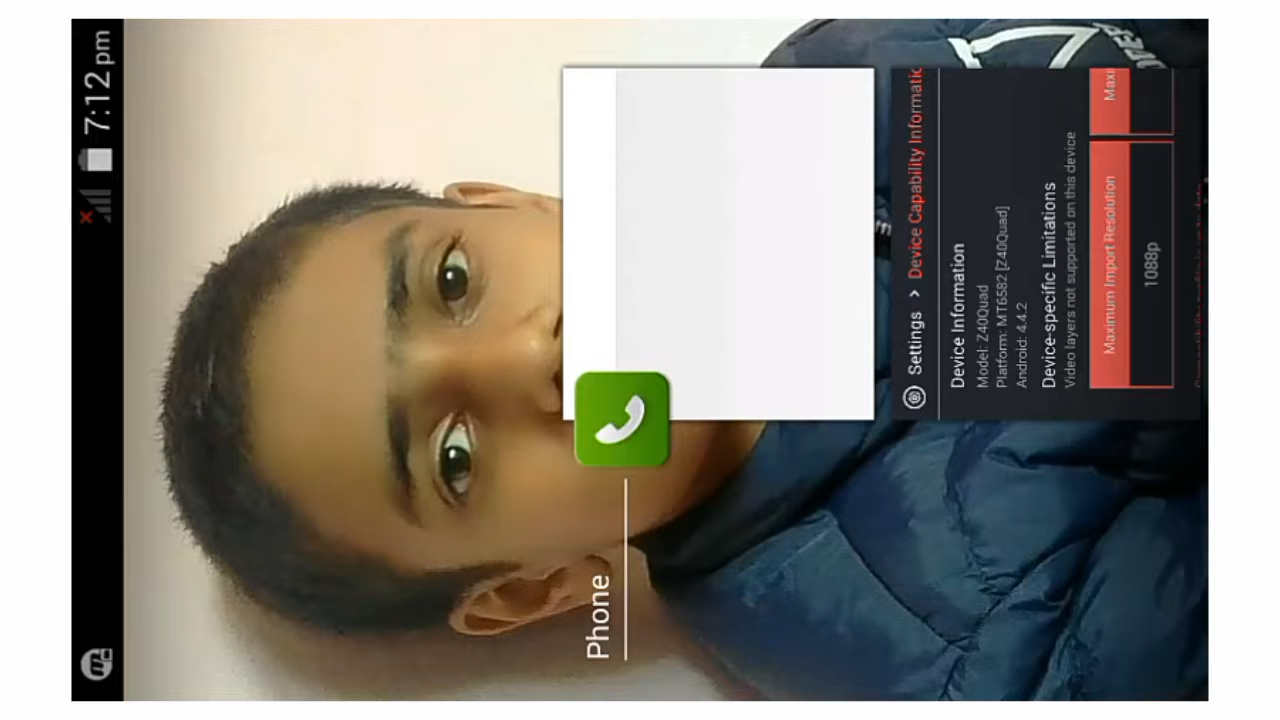 7:12 pm
Phone
Settings > Device Capability Informatic
Device Information
Model: Z40Quad
Platform: MT6582 [Z40Quad]
Android: 4.4.2
Device-specific Limitations
Video layers not supported on this device
Maximum Import Resolution
Maxi
1088p